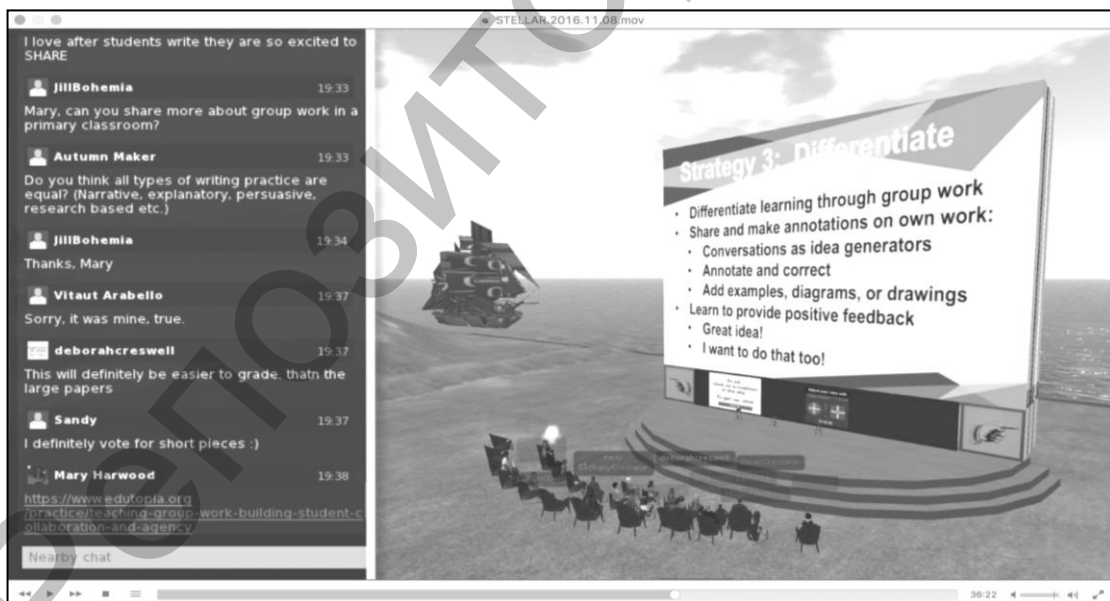 STELLAR.2016.11.08.mov
I love after students write they are so excited to
SHARE
JillBohemia 19:33
Mary, can you share more about group work in a
primary classroom?
Autumn Maker 19:33
Do you think all types of writing practice are
equal? (Narrative, explanatory, persuasive,
research based etc.)
JillBohemia 19:34
Thanks, Mary
Vitaut Arabello 19:37
Sorry, it was mine, true.
deborahcreswell 19:37
This will definitely be easier to grade. thatn the
large papers
Sandy 19:37
I definitely vote for short pieces :)
Mary Harwood 19:38
https://www.edutopia.org
/practice/teaching-group-work-building-student-c
ollaboration-and-agency
Nearby chat
Strategy 3: Differentiate
• Differentiate learning through group work
• Share and make annotations on own work:
• Conversations as idea generators
• Annotate and correct
• Add examples, diagrams, or drawings
• Learn to provide positive feedback
• Great idea!
• I want to do that too!
deborahcreswell
36:22